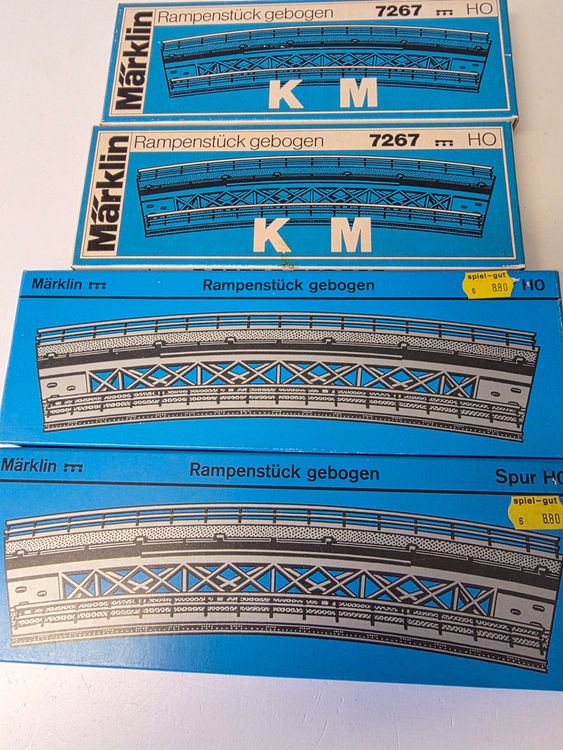 Märklin Rampenstück gebogen 7267 HO
K M
Märklin Rampenstück gebogen 7267 HO
K M
Märklin Rampenstück gebogen HO
spiel-gut
6 8.80
Märklin Rampenstück gebogen Spur HO
spiel-gut
6 8.80